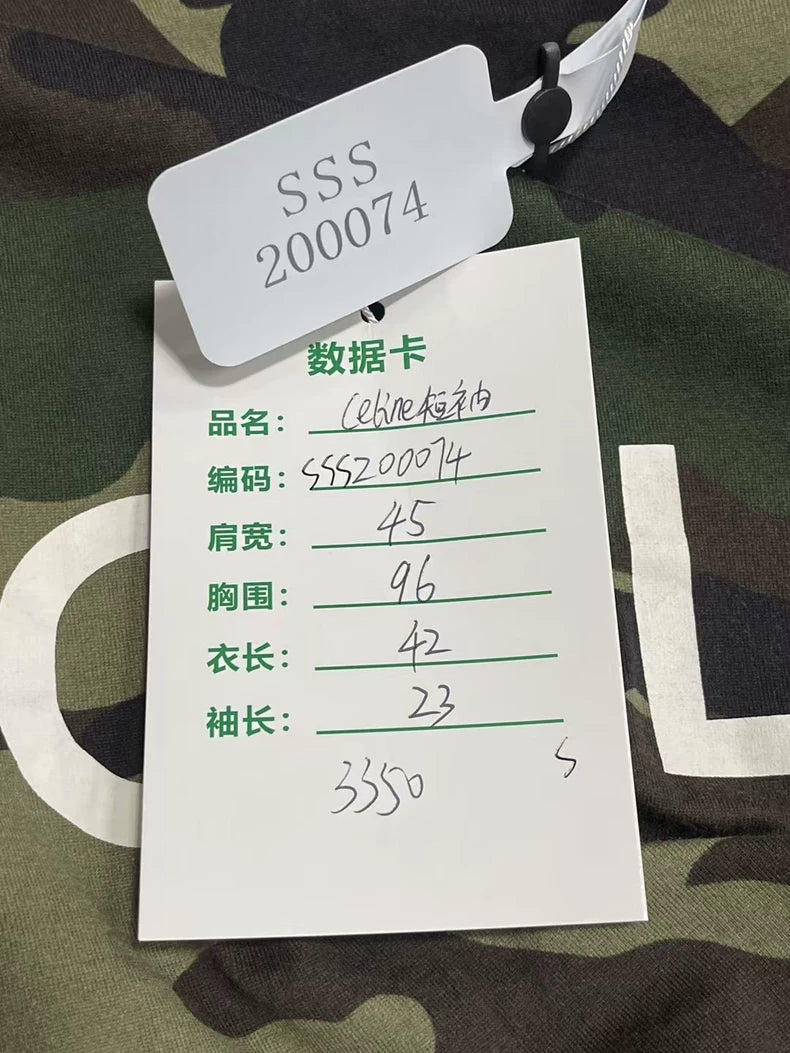 SSS
200074
数据卡
品名: Celine短袖
编码: SSS200074
肩宽: 45
胸围: 96
衣长: 42
袖长: 23
3350 S
L